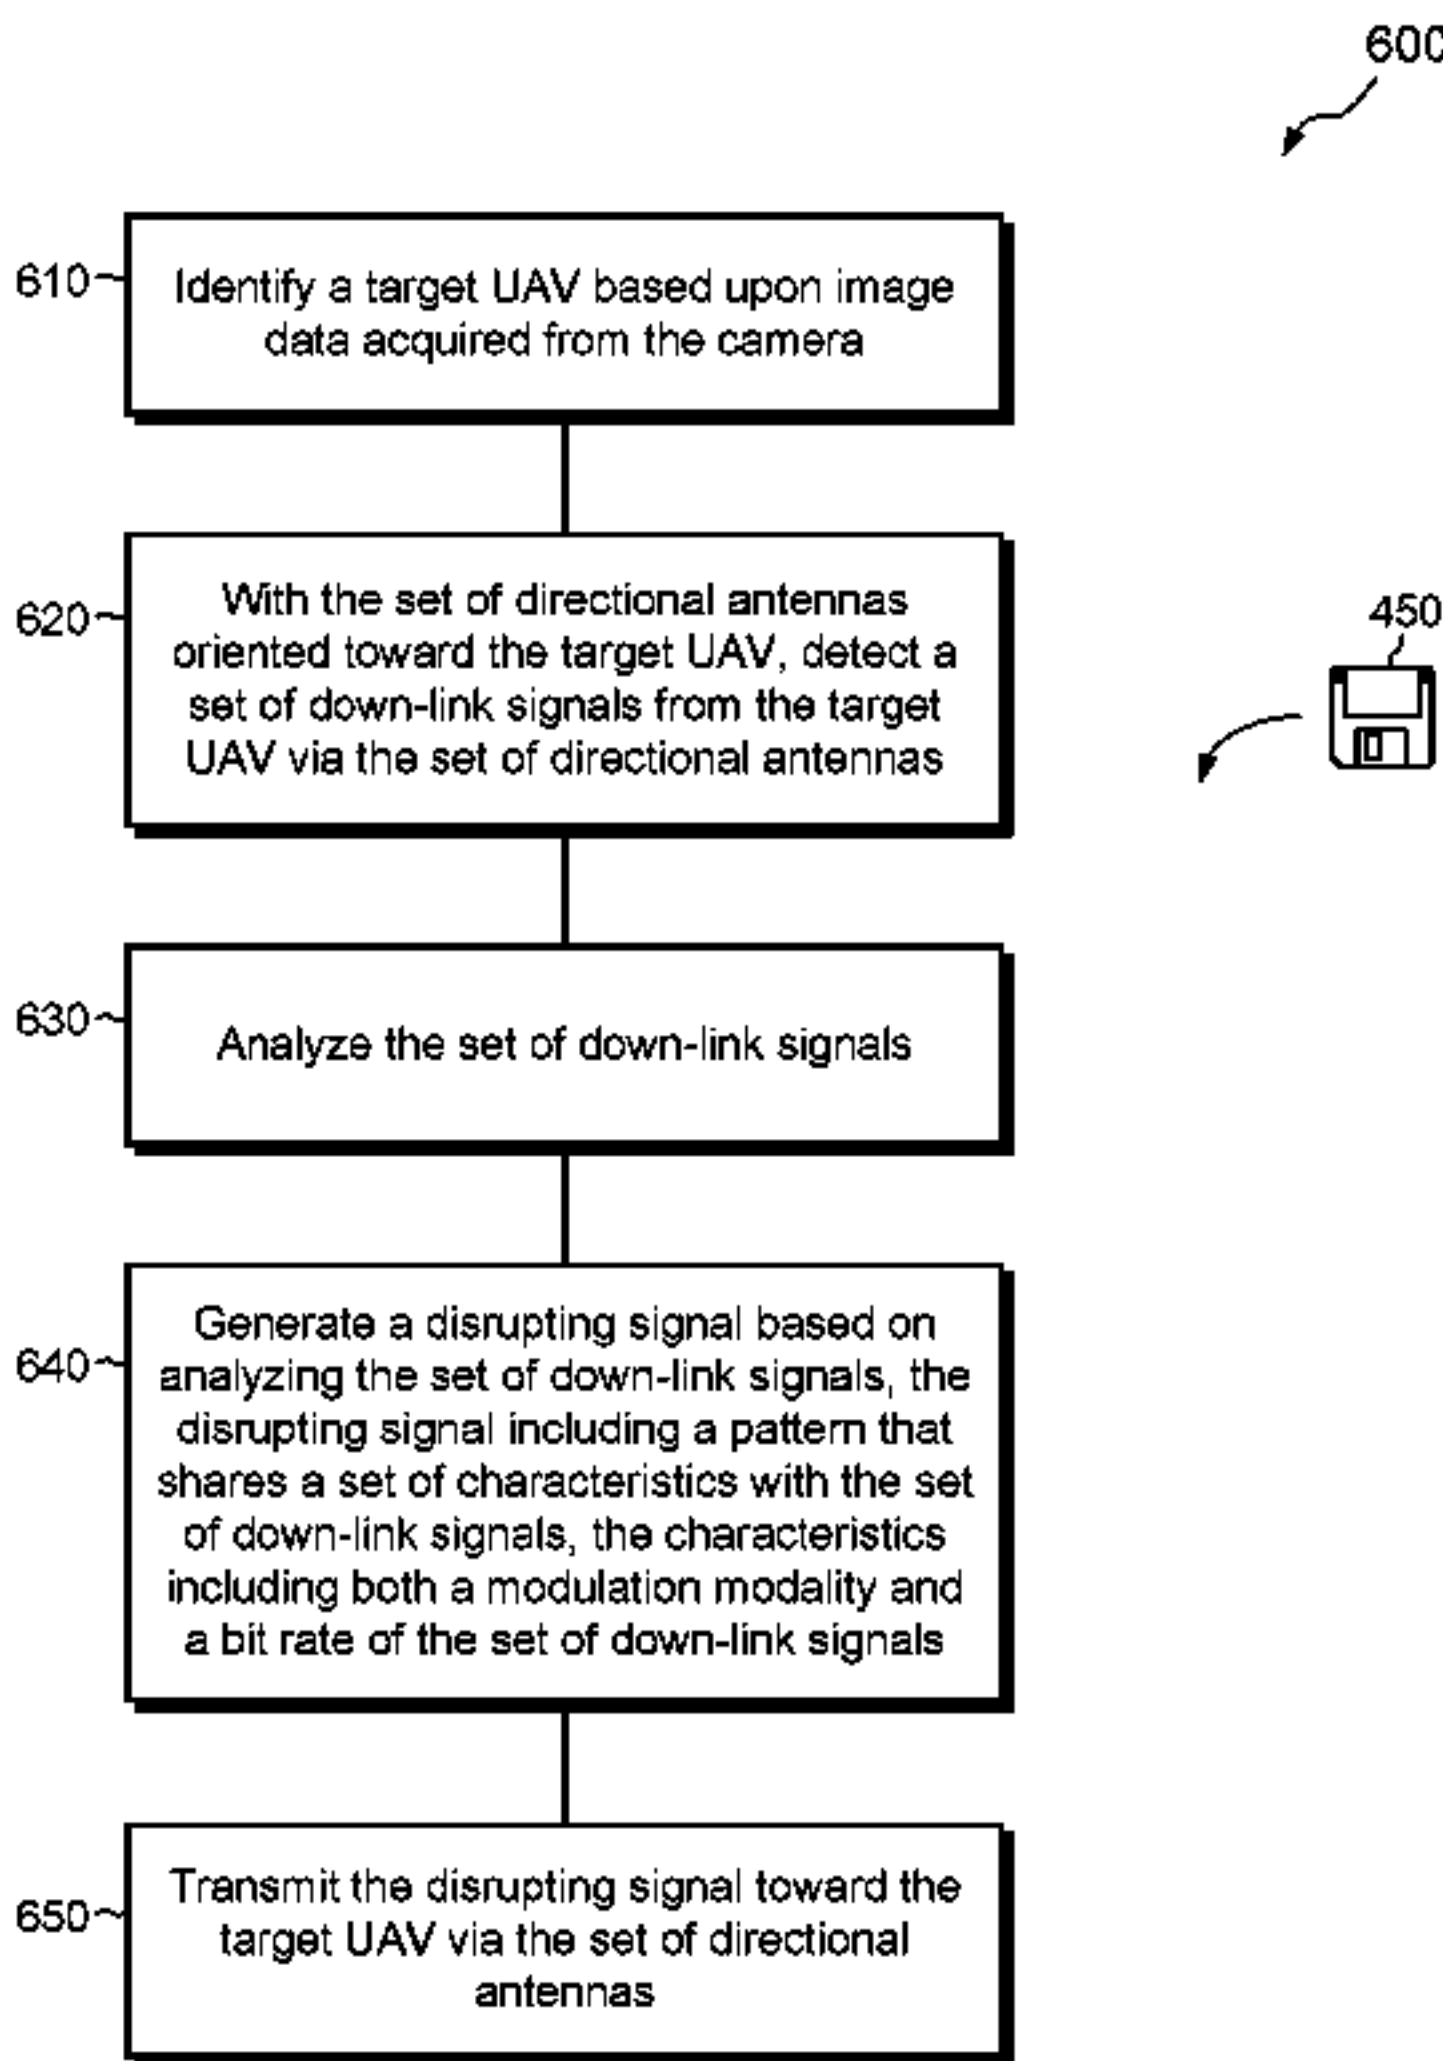 600
610
Identify a target UAV based upon image
data acquired from the camera
620
With the set of directional antennas
oriented toward the target UAV, detect a
set of down-link signals from the target
UAV via the set of directional antennas
450
630
Analyze the set of down-link signals
640
Generate a disrupting signal based on
analyzing the set of down-link signals, the
disrupting signal including a pattern that
shares a set of characteristics with the set
of down-link signals, the characteristics
including both a modulation modality and
a bit rate of the set of down-link signals
650
Transmit the disrupting signal toward the
target UAV via the set of directional
antennas